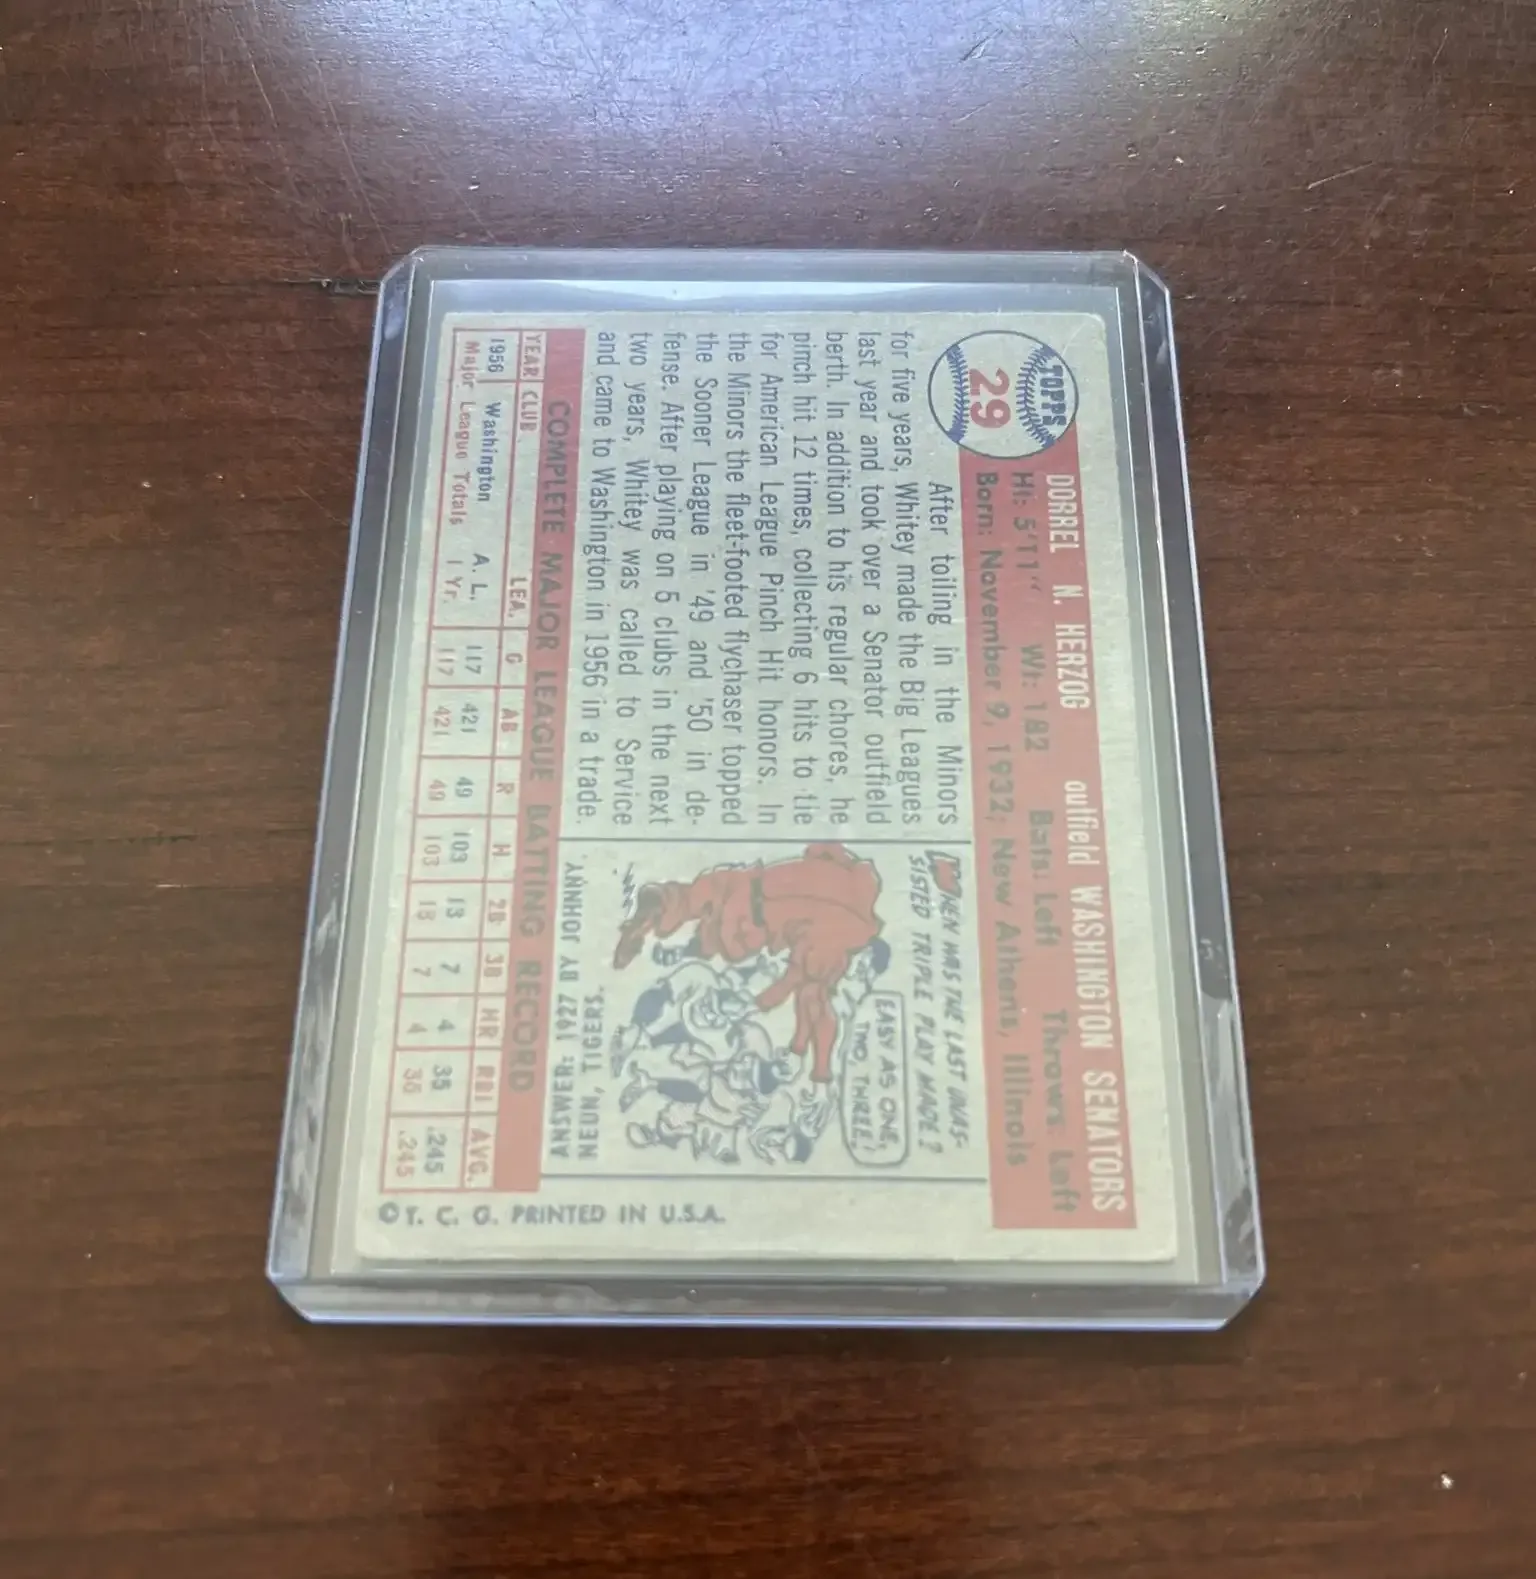 TOPPS
29
DORREL N. HERZOG outfield WASHINGTON SENATORS
Ht: 5'11" Wt: 182 Bats: Left Throws: Left
Born: November 9, 1932; New Athens, Illinois
After toiling in the Minors
for five years, Whitey made the Big Leagues
last year and took over a Senator outfield
berth. In addition to his regular chores, he
pinch hit 12 times, collecting 6 hits to tie
for American League Pinch Hit honors. In
the Minors the fleet-footed flychaser topped
the Sooner League in '49 and '50 in de-
fense. After playing on 5 clubs in the next
two years, Whitey was called to Service
and came to Washington in 1956 in a trade.
WHEN WAS THE LAST UNAS-
SISTED TRIPLE PLAY MADE?
EASY AS ONE,
TWO, THREE!
ANSWER: 1927 BY JOHNNY
NEUN, TIGERS.
COMPLETE MAJOR LEAGUE BATTING RECORD
YEAR CLUB LEA. G AB R H 2B 3B HR RBI AVG.
1956 Washington A. L. 117 421 49 103 13 7 4 35 .245
Major League Totals 1 Yr. 117 421 49 103 13 7 4 35 .245
© T. C. G. PRINTED IN U.S.A.